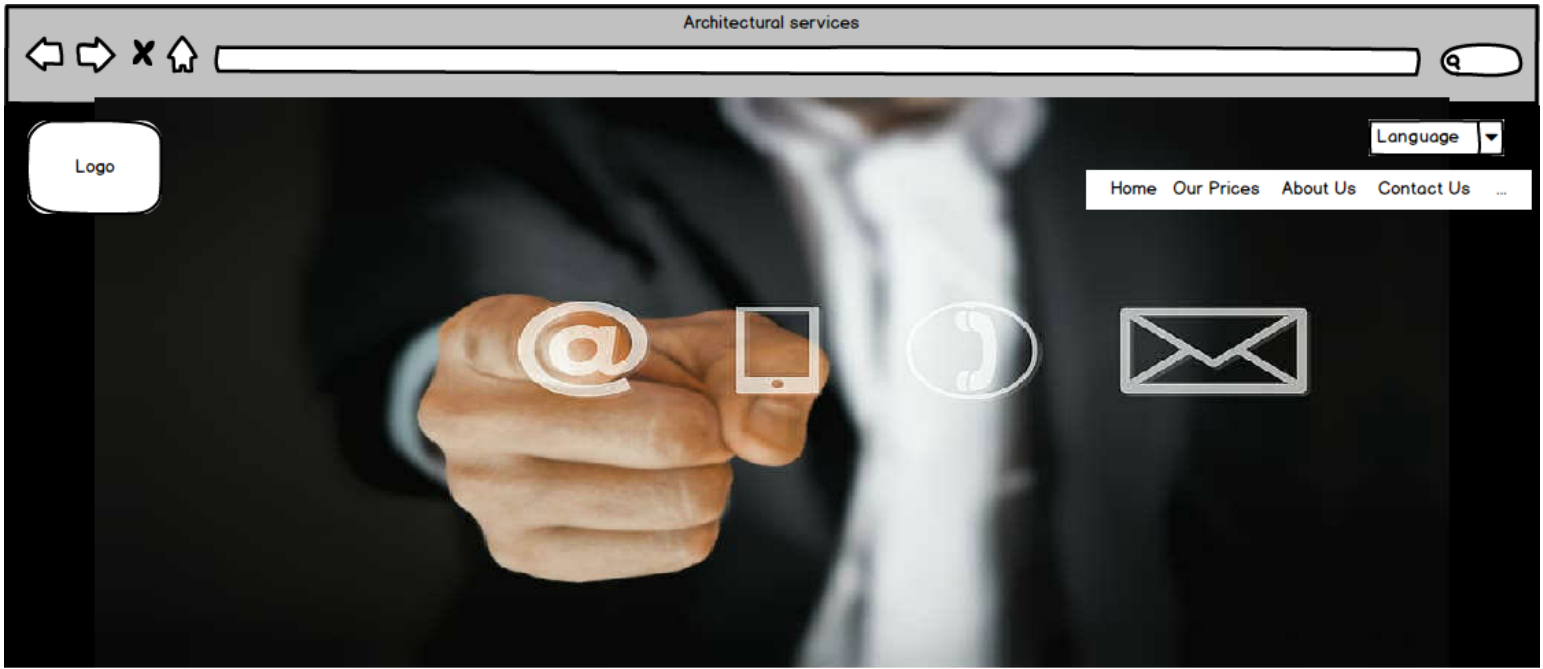 Architectural services
Logo
Language
Home Our Prices About Us Contact Us ...
@